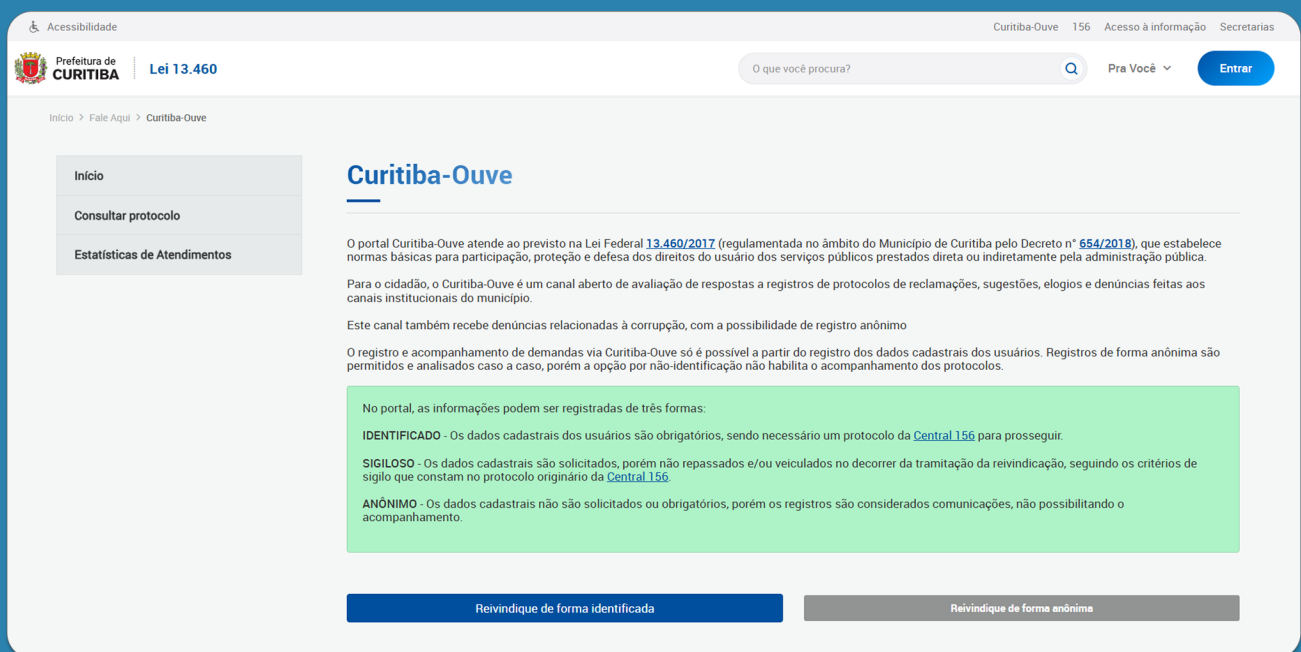 Acessibilidade
Curitiba-Ouve 156 Acesso à informação Secretarias
Prefeitura de
CURITIBA
Lei 13.460
O que você procura?
Pra Você
Entrar
Início > Fale Aqui > Curitiba-Ouve
Início
Consultar protocolo
Estatísticas de Atendimentos
Curitiba-Ouve
O portal Curitiba-Ouve atende ao previsto na Lei Federal 13.460/2017 (regulamentada no âmbito do Município de Curitiba pelo Decreto n° 654/2018), que estabelece
normas básicas para participação, proteção e defesa dos direitos do usuário dos serviços públicos prestados direta ou indiretamente pela administração pública.
Para o cidadão, o Curitiba-Ouve é um canal aberto de avaliação de respostas a registros de protocolos de reclamações, sugestões, elogios e denúncias feitas aos
canais institucionais do município.
Este canal também recebe denúncias relacionadas à corrupção, com a possibilidade de registro anônimo
O registro e acompanhamento de demandas via Curitiba-Ouve só é possível a partir do registro dos dados cadastrais dos usuários. Registros de forma anônima são
permitidos e analisados caso a caso, porém a opção por não-identificação não habilita o acompanhamento dos protocolos.
No portal, as informações podem ser registradas de três formas:
IDENTIFICADO - Os dados cadastrais dos usuários são obrigatórios, sendo necessário um protocolo da Central 156 para prosseguir.
SIGILOSO - Os dados cadastrais são solicitados, porém não repassados e/ou veiculados no decorrer da tramitação da reivindicação, seguindo os critérios de
sigilo que constam no protocolo originário da Central 156.
ANÔNIMO - Os dados cadastrais não são solicitados ou obrigatórios, porém os registros são considerados comunicações, não possibilitando o
acompanhamento.
Reivindique de forma identificada
Reivindique de forma anônima